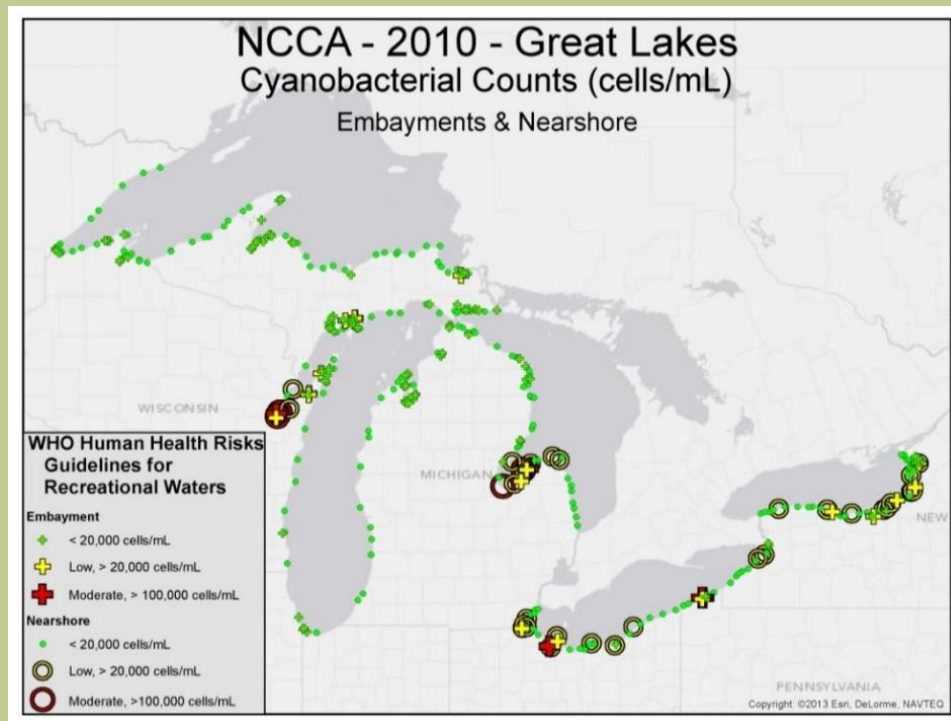 NCCA - 2010 - Great Lakes
Cyanobacterial Counts (cells/mL)
Embayments & Nearshore
WISCONSIN
MICHIGAN
NEW
PENNSYLVANIA
WHO Human Health Risks
Guidelines for
Recreational Waters
Embayment
< 20,000 cells/mL
Low, > 20,000 cells/mL
Moderate, > 100,000 cells/mL
Nearshore
< 20,000 cells/mL
Low, > 20,000 cells/mL
Moderate, >100,000 cells/mL
Copyright: ©2013 Esri, DeLorme, NAVTEQ